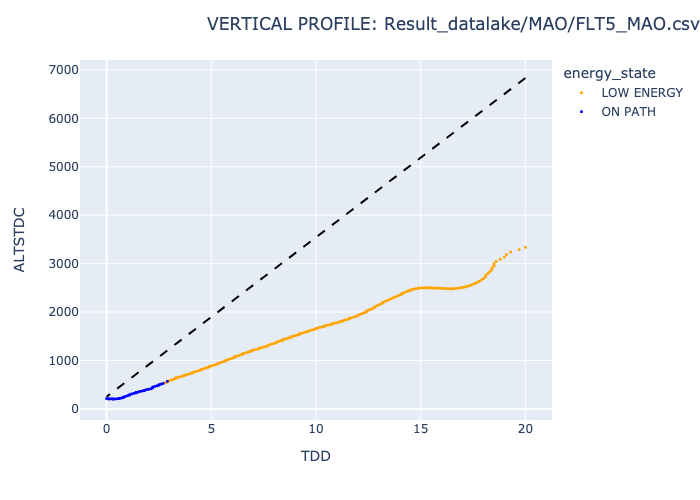 VERTICAL PROFILE: Result_datalake/MAO/FLT5_MAO.csv
7000
6000
5000
4000
3000
2000
1000
0
ALTSTDC
0 5 10 15 20
TDD
energy_state
LOW ENERGY
ON PATH